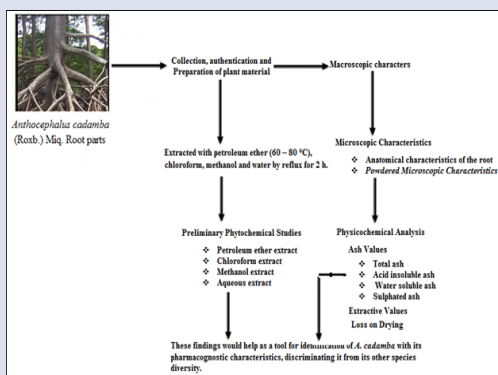 Anthocephalus cadamba
(Roxb.) Miq. Root parts
Collection, authentication and
Preparation of plant material
Macroscopic characters
Extracted with petroleum ether (60 – 80 °C),
chloroform, methanol and water by reflux for 2 h.
Microscopic Characteristics
❖ Anatomical characteristics of the root
❖ Powdered Microscopic Characteristics
Preliminary Phytochemical Studies
❖ Petroleum ether extract
❖ Chloroform extract
❖ Methanol extract
❖ Aqueous extract
Physicochemical Analysis
Ash Values
❖ Total ash
❖ Acid insoluble ash
❖ Water soluble ash
❖ Sulphated ash
Extractive Values
Loss on Drying
These findings would help as a tool for identification of A. cadamba with its
pharmacognostic characteristics, discriminating it from its other species
diversity.